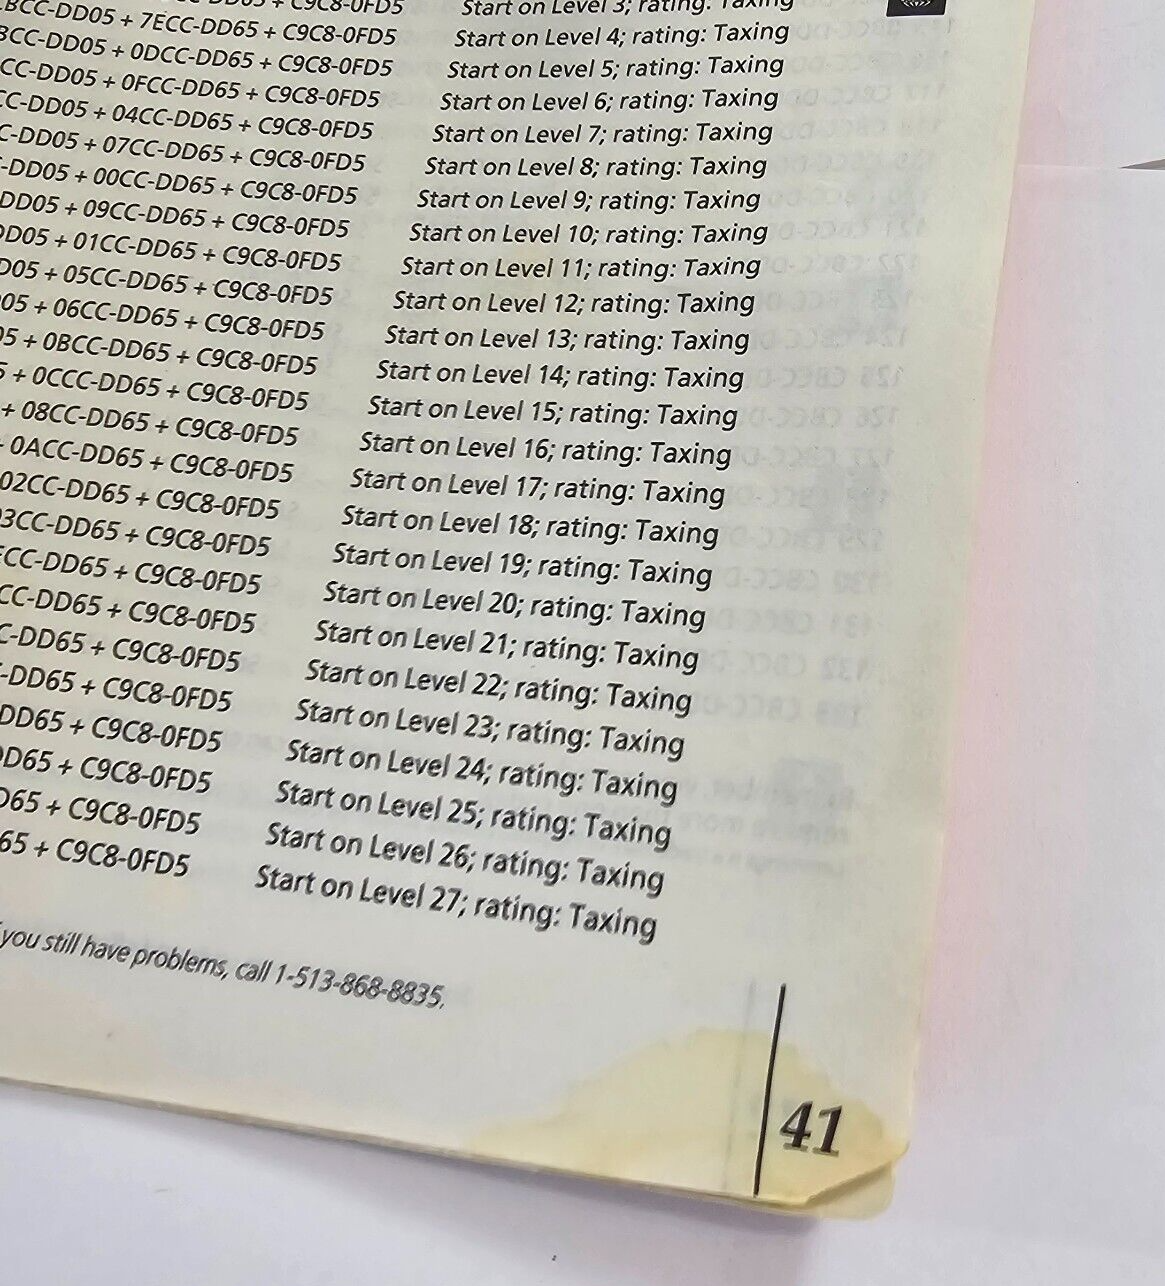 + C9C8-0FD5 Start on Level 3; rating: Taxing
BCC-DD05 + 7ECC-DD65 + C9C8-0FD5 Start on Level 4; rating: Taxing
CC-DD05 + 0DCC-DD65 + C9C8-0FD5 Start on Level 5; rating: Taxing
CC-DD05 + 0FCC-DD65 + C9C8-0FD5 Start on Level 6; rating: Taxing
CC-DD05 + 04CC-DD65 + C9C8-0FD5 Start on Level 7; rating: Taxing
C-DD05 + 07CC-DD65 + C9C8-0FD5 Start on Level 8; rating: Taxing
-DD05 + 00CC-DD65 + C9C8-0FD5 Start on Level 9; rating: Taxing
DD05 + 09CC-DD65 + C9C8-0FD5 Start on Level 10; rating: Taxing
DD05 + 01CC-DD65 + C9C8-0FD5 Start on Level 11; rating: Taxing
D05 + 05CC-DD65 + C9C8-0FD5 Start on Level 12; rating: Taxing
05 + 06CC-DD65 + C9C8-0FD5 Start on Level 13; rating: Taxing
5 + 0BCC-DD65 + C9C8-0FD5 Start on Level 14; rating: Taxing
+ 0CCC-DD65 + C9C8-0FD5 Start on Level 15; rating: Taxing
+ 08CC-DD65 + C9C8-0FD5 Start on Level 16; rating: Taxing
0ACC-DD65 + C9C8-0FD5 Start on Level 17; rating: Taxing
02CC-DD65 + C9C8-0FD5 Start on Level 18; rating: Taxing
3CC-DD65 + C9C8-0FD5 Start on Level 19; rating: Taxing
CC-DD65 + C9C8-0FD5 Start on Level 20; rating: Taxing
CC-DD65 + C9C8-0FD5 Start on Level 21; rating: Taxing
C-DD65 + C9C8-0FD5 Start on Level 22; rating: Taxing
-DD65 + C9C8-0FD5 Start on Level 23; rating: Taxing
DD65 + C9C8-0FD5 Start on Level 24; rating: Taxing
D65 + C9C8-0FD5 Start on Level 25; rating: Taxing
65 + C9C8-0FD5 Start on Level 26; rating: Taxing
65 + C9C8-0FD5 Start on Level 27; rating: Taxing
you still have problems, call 1-513-868-8835.
41